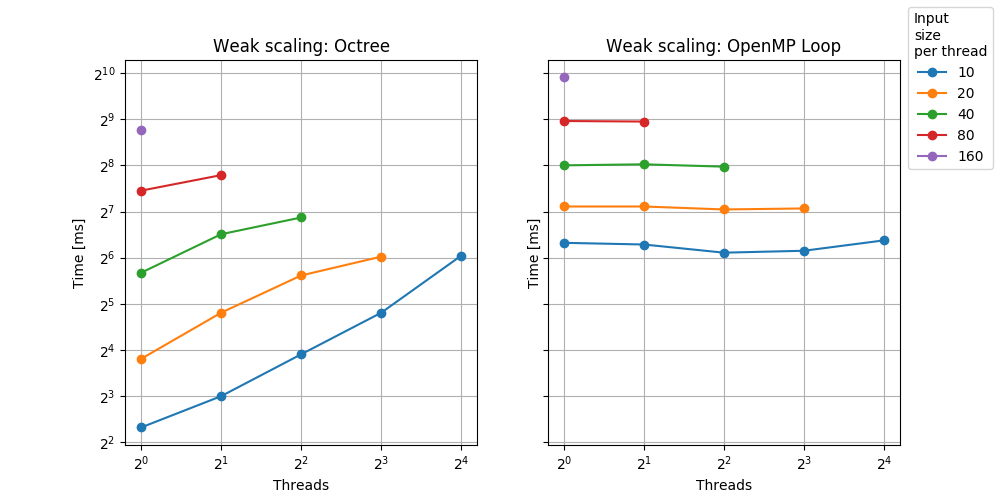 Weak scaling: Octree
Time [ms]
2^10
2^9
2^8
2^7
2^6
2^5
2^4
2^3
2^2
2^0 2^1 2^2 2^3 2^4
Threads
Weak scaling: OpenMP Loop
Time [ms]
2^0 2^1 2^2 2^3 2^4
Threads
Input
size
per thread
10
20
40
80
160